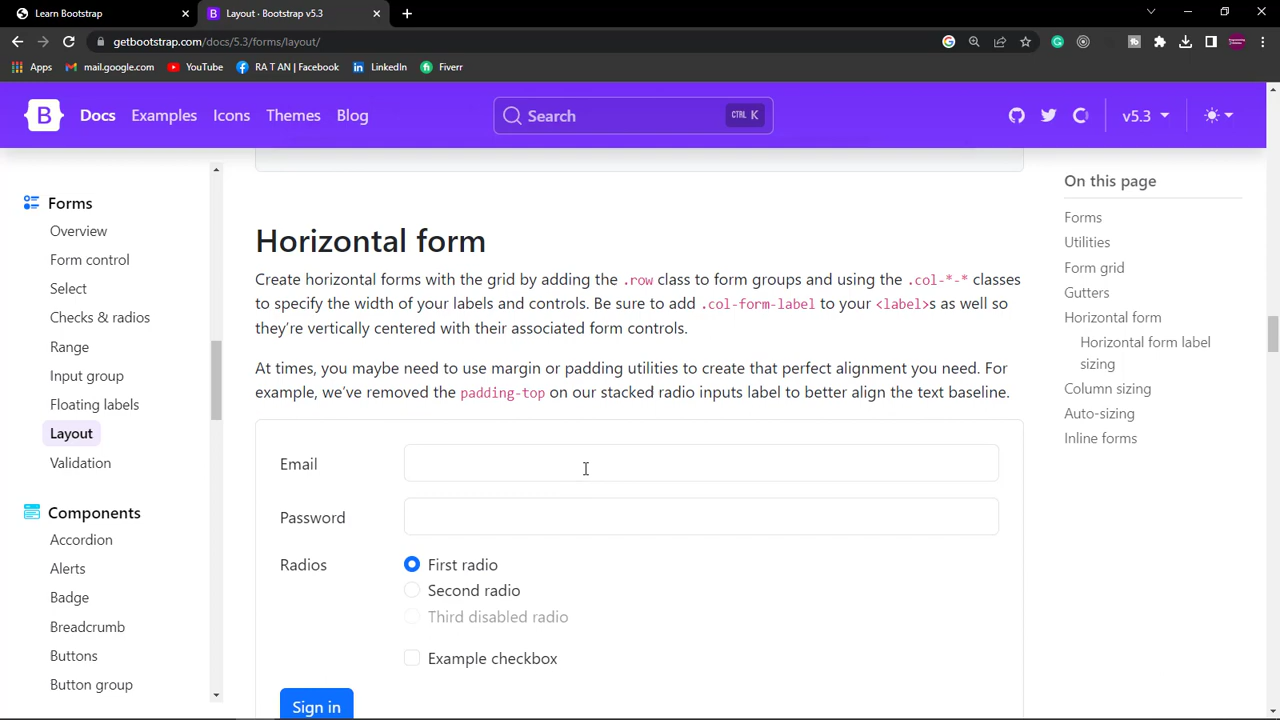 Learn Bootstrap
Layout · Bootstrap v5.3
getbootstrap.com/docs/5.3/forms/layout/
Apps
mail.google.com
YouTube
RA T AN | Facebook
LinkedIn
Fiverr
B
Docs
Examples
Icons
Themes
Blog
Search
CTRL K
v5.3
Forms
Overview
Form control
Select
Checks & radios
Range
Input group
Floating labels
Layout
Validation
Components
Accordion
Alerts
Badge
Breadcrumb
Buttons
Button group
Horizontal form
Create horizontal forms with the grid by adding the .row class to form groups and using the .col-*-* classes
to specify the width of your labels and controls. Be sure to add .col-form-label to your <label>s as well so
they're vertically centered with their associated form controls.
At times, you maybe need to use margin or padding utilities to create that perfect alignment you need. For
example, we've removed the padding-top on our stacked radio inputs label to better align the text baseline.
Email
Password
Radios
First radio
Second radio
Third disabled radio
Example checkbox
Sign in
On this page
Forms
Utilities
Form grid
Gutters
Horizontal form
Horizontal form label
sizing
Column sizing
Auto-sizing
Inline forms